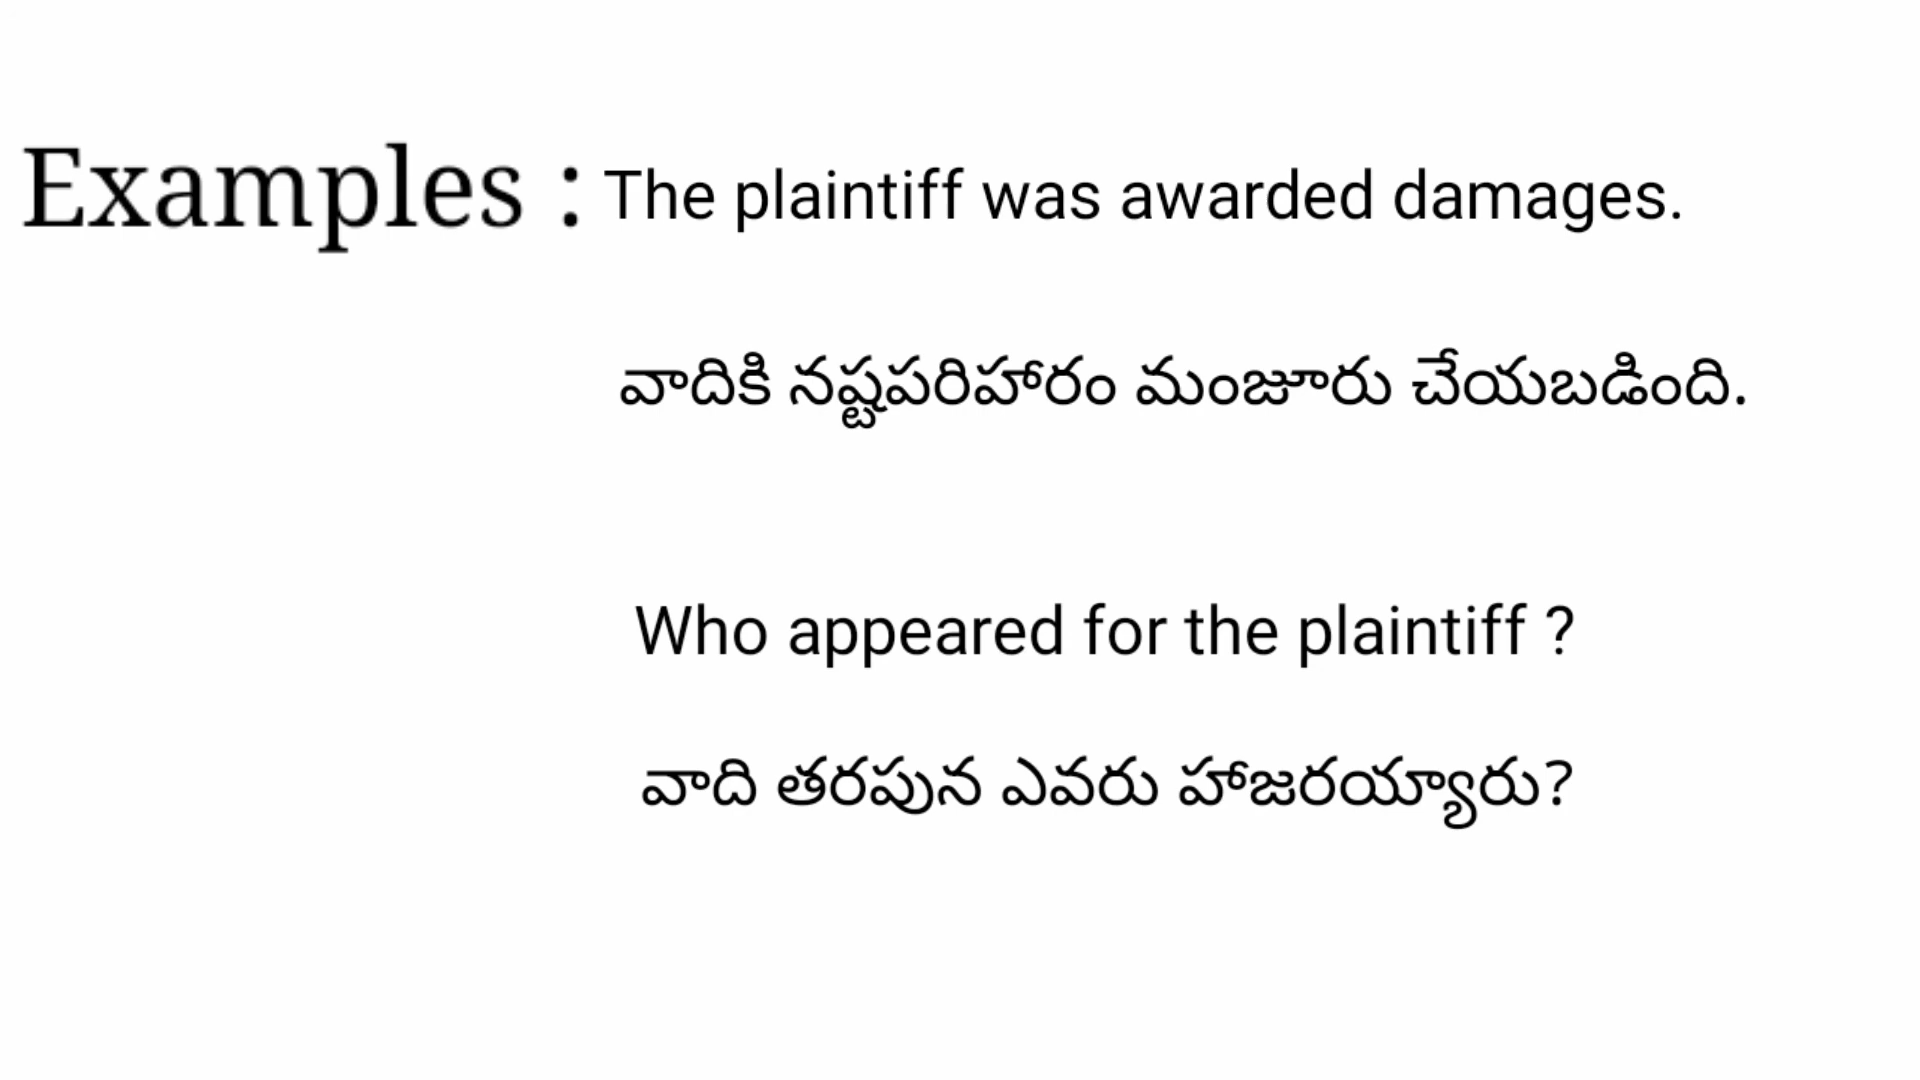 Examples : The plaintiff was awarded damages.
వాదికి నష్టపరిహారం మంజూరు చేయబడింది.
Who appeared for the plaintiff ?
వాది తరపున ఎవరు హాజరయ్యారు?